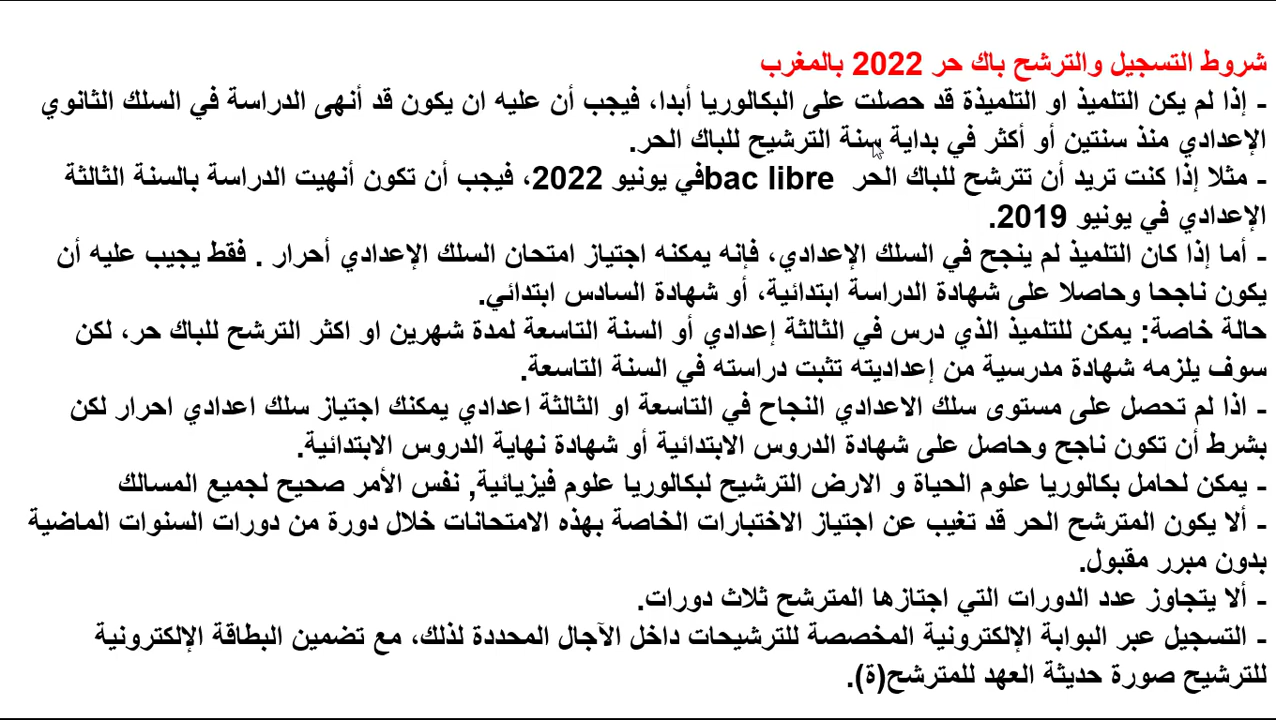 شروط التسجيل والترشح باك حر 2022 بالمغرب
- إذا لم يكن التلميذ او التلميذة قد حصلت على البكالوريا أبدا، فيجب أن عليه ان يكون قد أنهى الدراسة في السلك الثانوي
الإعدادي منذ سنتين أو أكثر في بداية سنة الترشيح للباك الحر.
- مثلا إذا كنت تريد أن تترشح للباك الحر bac libreفي يونيو 2022، فيجب أن تكون أنهيت الدراسة بالسنة الثالثة
الإعدادي في يونيو 2019.
- أما إذا كان التلميذ لم ينجح في السلك الإعدادي، فإنه يمكنه اجتياز امتحان السلك الإعدادي أحرار . فقط يجيب عليه أن
يكون ناجحا وحاصلا على شهادة الدراسة ابتدائية، أو شهادة السادس ابتدائي.
حالة خاصة: يمكن للتلميذ الذي درس في الثالثة إعدادي أو السنة التاسعة لمدة شهرين او اكثر الترشح للباك حر، لكن
سوف يلزمه شهادة مدرسية من إعداديته تثبت دراسته في السنة التاسعة.
- اذا لم تحصل على مستوى سلك الاعدادي النجاح في التاسعة او الثالثة اعدادي يمكنك اجتياز سلك اعدادي احرار لكن
بشرط أن تكون ناجح وحاصل على شهادة الدروس الابتدائية أو شهادة نهاية الدروس الابتدائية.
- يمكن لحامل بكالوريا علوم الحياة و الارض الترشيح لبكالوريا علوم فيزيائية, نفس الأمر صحيح لجميع المسالك
- ألا يكون المترشح الحر قد تغيب عن اجتياز الاختبارات الخاصة بهذه الامتحانات خلال دورة من دورات السنوات الماضية
بدون مبرر مقبول.
- ألا يتجاوز عدد الدورات التي اجتازها المترشح ثلاث دورات.
- التسجيل عبر البوابة الإلكترونية المخصصة للترشيحات داخل الآجال المحددة لذلك، مع تضمين البطاقة الإلكترونية
للترشيح صورة حديثة العهد للمترشح(ة).